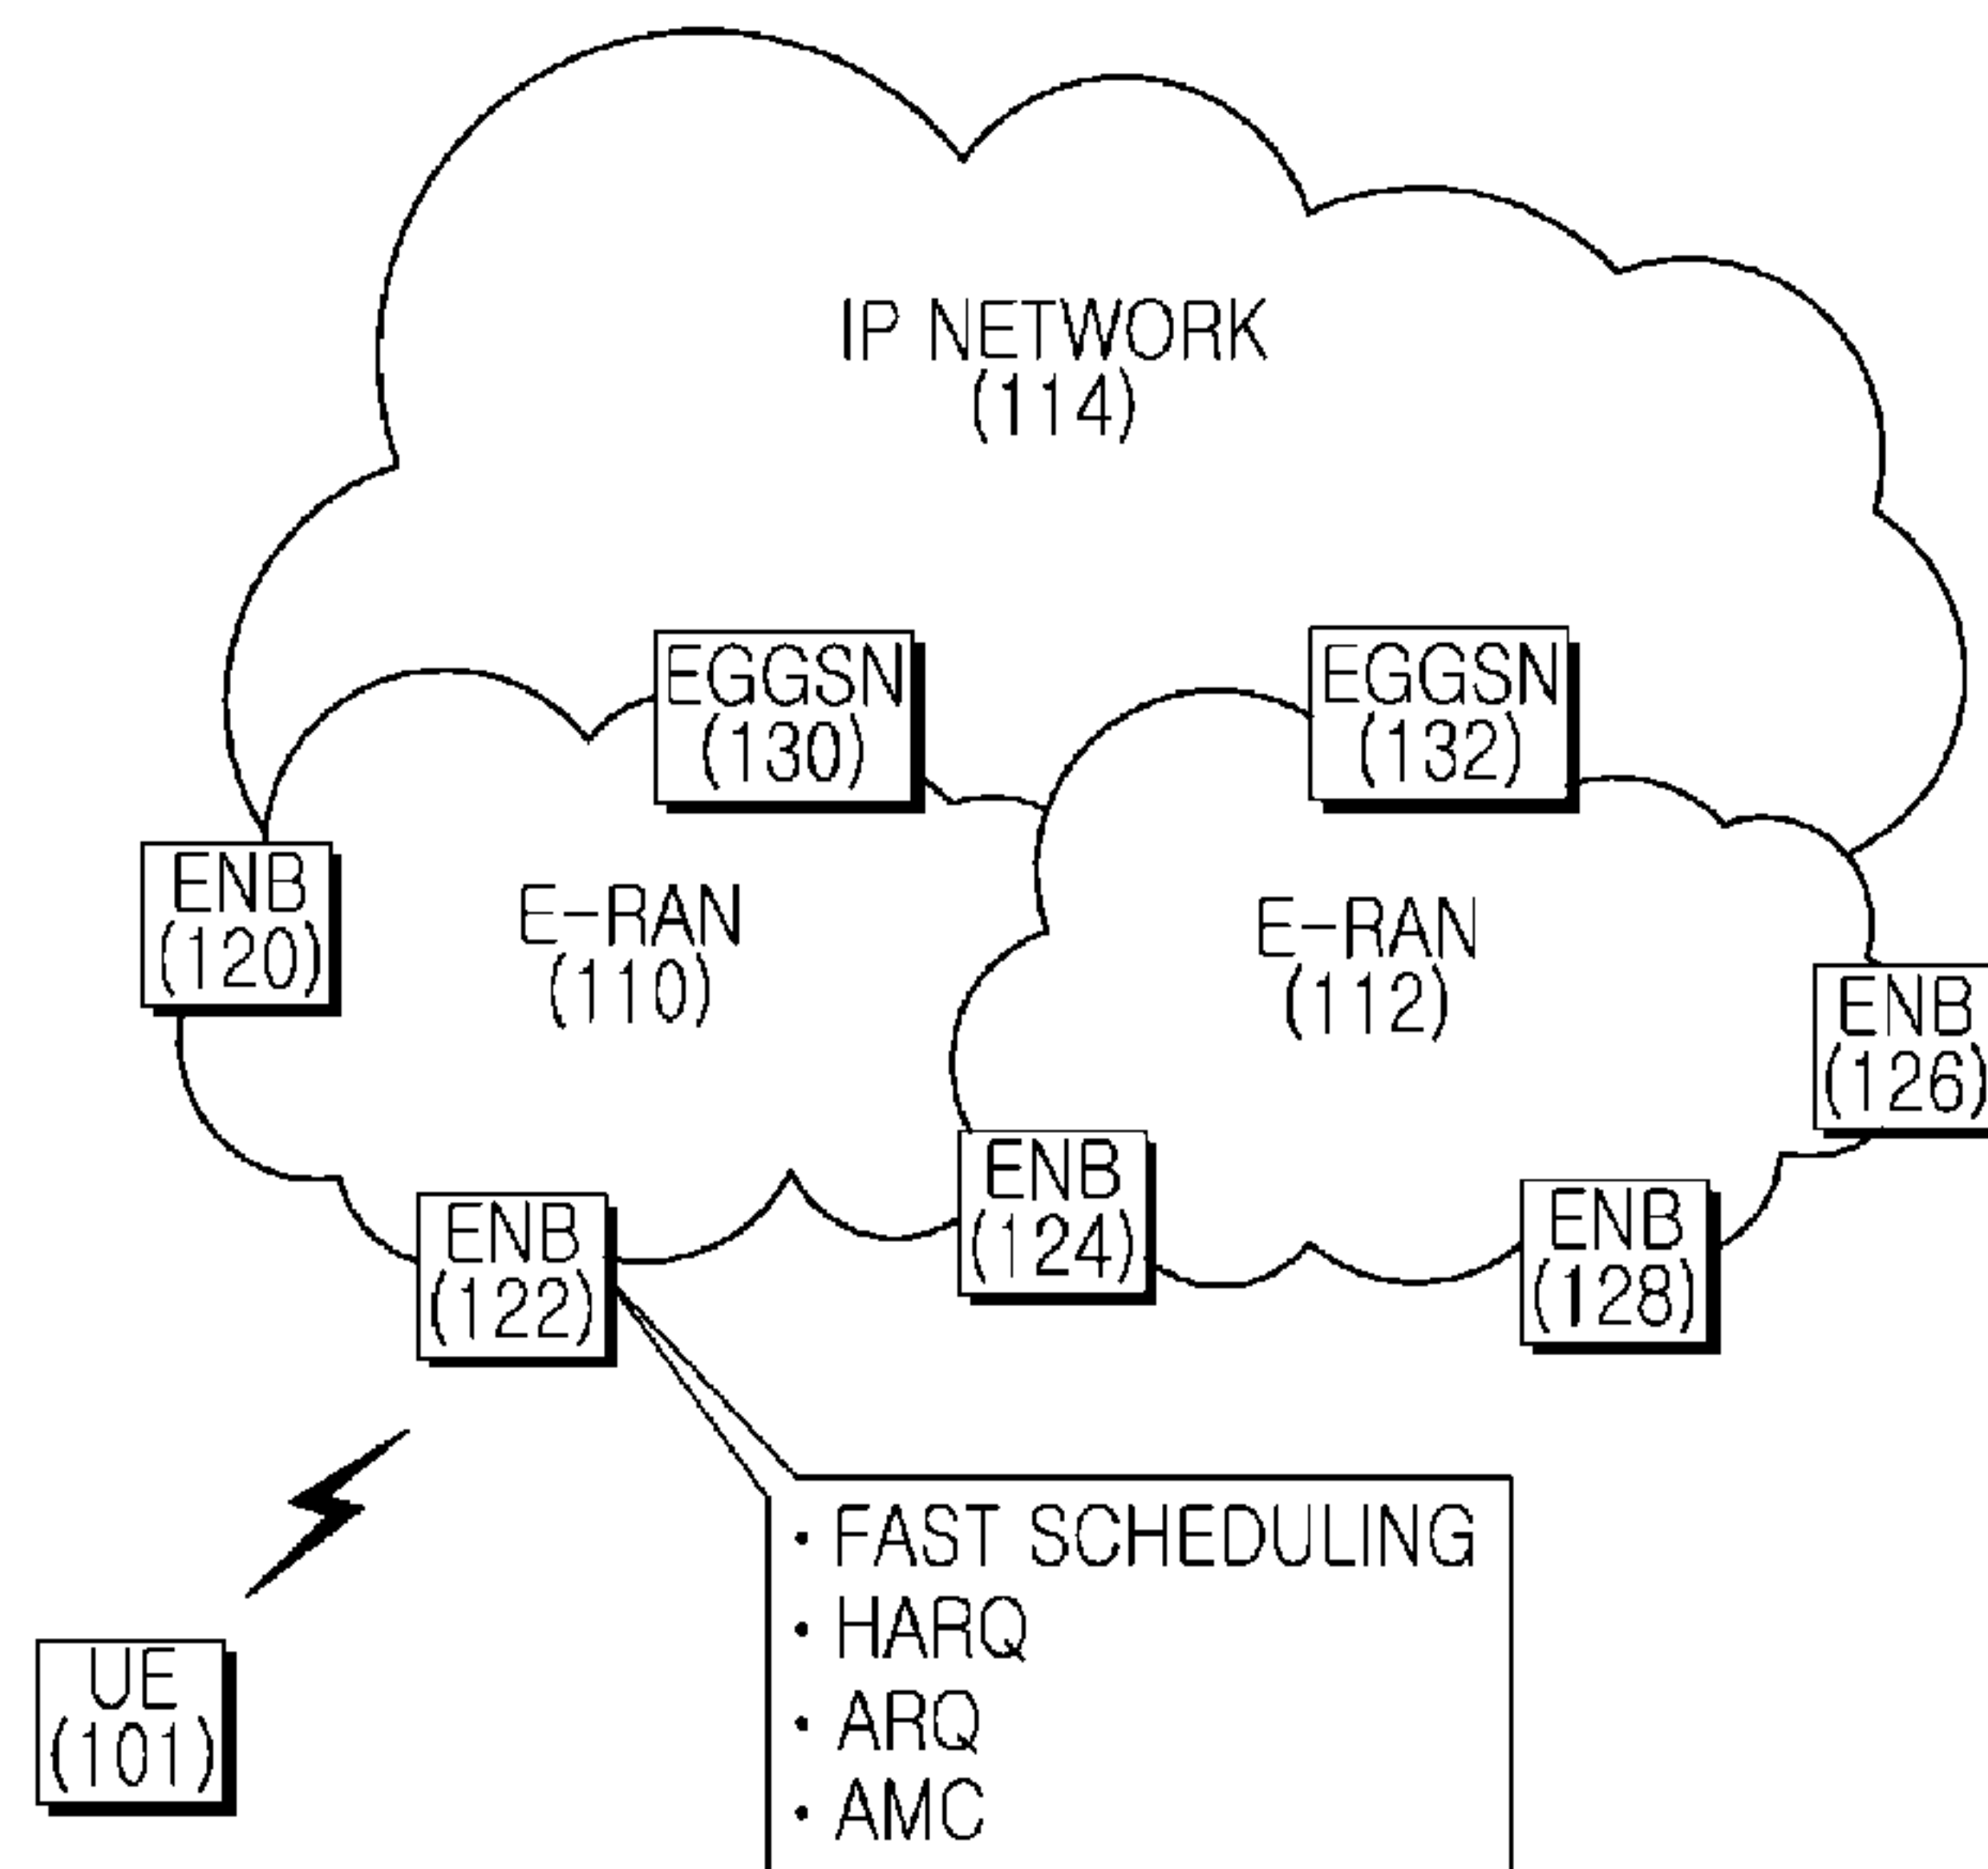 IP NETWORK
(114)
EGGSN
(130)
EGGSN
(132)
ENB
(120)
E-RAN
(110)
E-RAN
(112)
ENB
(126)
ENB
(124)
ENB
(122)
ENB
(128)
• FAST SCHEDULING
• HARQ
• ARQ
• AMC
UE
(101)